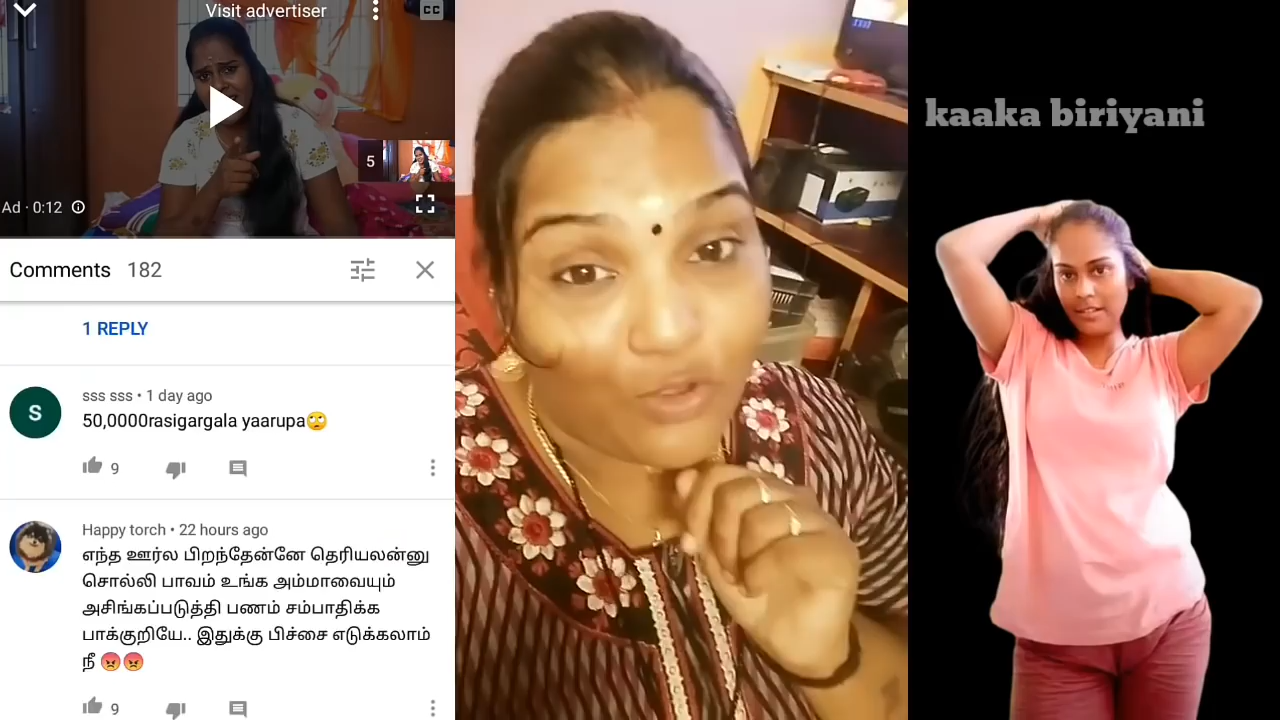 Visit advertiser
CC
5
Ad · 0:12
Comments 182
1 REPLY
S
sss sss • 1 day ago
50,0000rasigargala yaarupa🙄
9
Happy torch • 22 hours ago
எந்த ஊர்ல பிறந்தேன்னே தெரியலன்னு
சொல்லி பாவம் உங்க அம்மாவையும்
அசிங்கப்படுத்தி பணம் சம்பாதிக்க
பாக்குறியே.. இதுக்கு பிச்சை எடுக்கலாம்
நீ 😡😡
9
kaaka biriyani